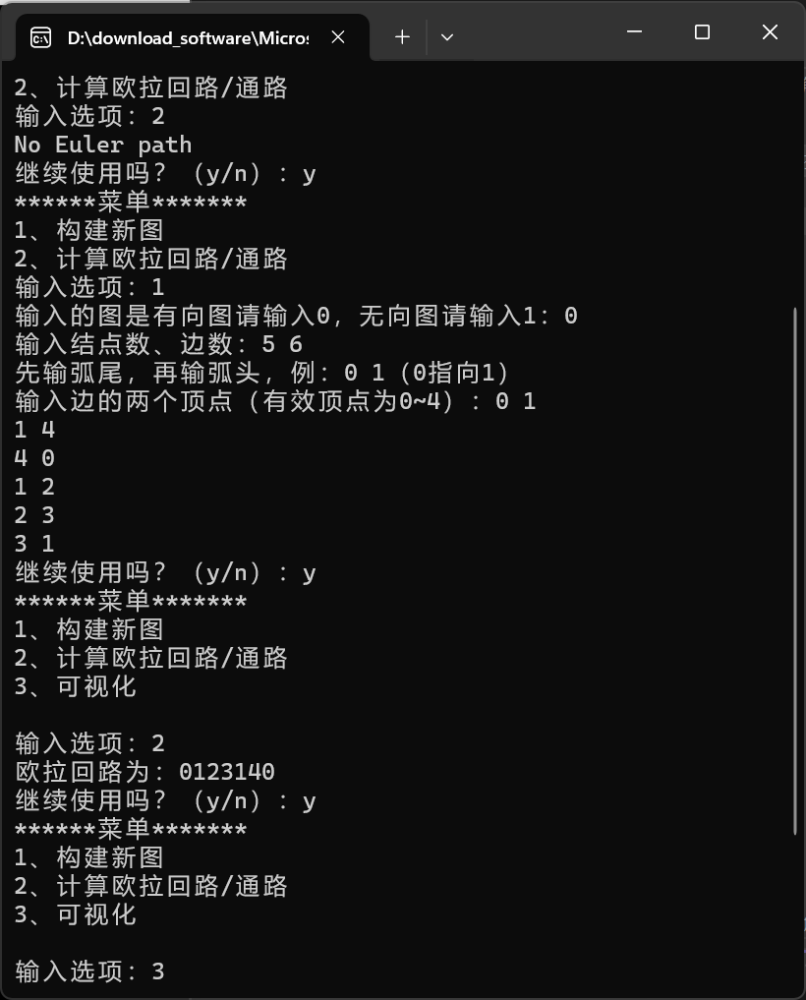 D:\download_software\Micros
2、计算欧拉回路/通路
输入选项：2
No Euler path
继续使用吗？（y/n）：y
******菜单*******
1、构建新图
2、计算欧拉回路/通路
输入选项：1
输入的图是有向图请输入0，无向图请输入1：0
输入结点数、边数：5 6
先输弧尾，再输弧头，例：0 1（0指向1）
输入边的两个顶点（有效顶点为0~4）：0 1
1 4
4 0
1 2
2 3
3 1
继续使用吗？（y/n）：y
******菜单*******
1、构建新图
2、计算欧拉回路/通路
3、可视化
输入选项：2
欧拉回路为：0123140
继续使用吗？（y/n）：y
******菜单*******
1、构建新图
2、计算欧拉回路/通路
3、可视化
输入选项：3